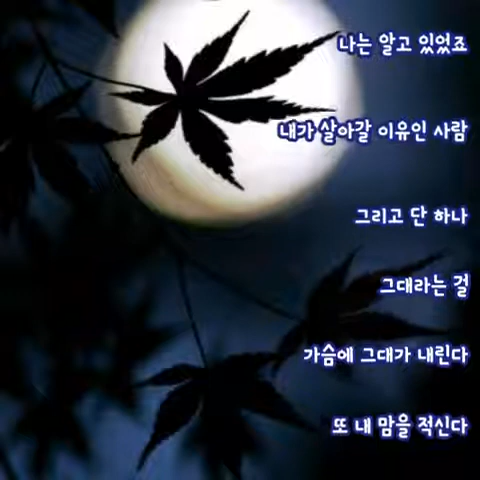 나는 알고 있었죠
내가 살아갈 이유인 사람
그리고 단 하나
그대라는 걸
가슴에 그대가 내린다
또 내 맘을 적신다